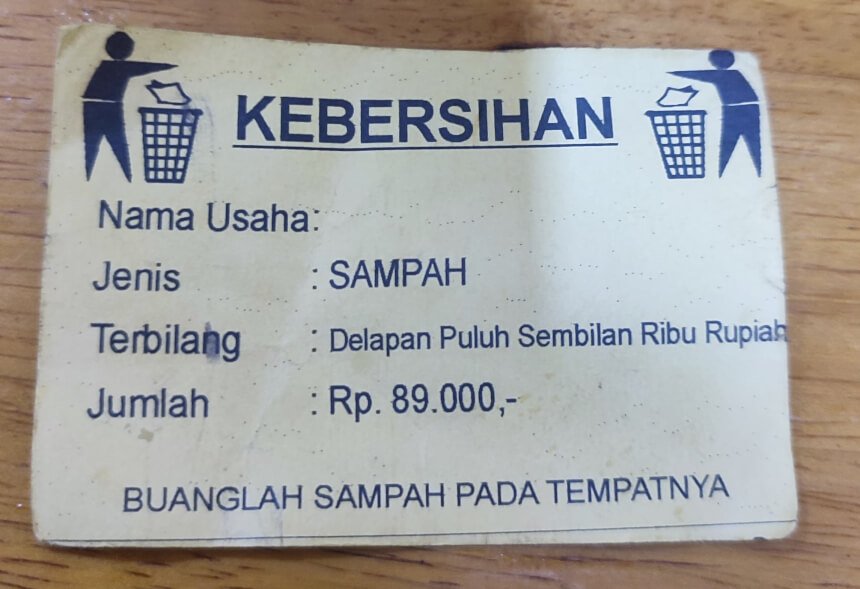 KEBERSIHAN
Nama Usaha:
Jenis : SAMPAH
Terbilang : Delapan Puluh Sembilan Ribu Rupiah
Jumlah : Rp. 89.000,-
BUANGLAH SAMPAH PADA TEMPATNYA